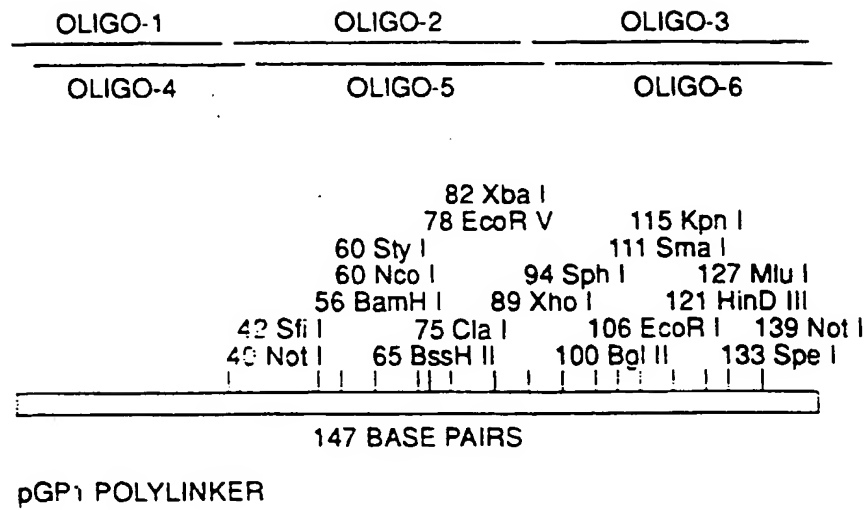 OLIGO-1 OLIGO-2 OLIGO-3
OLIGO-4 OLIGO-5 OLIGO-6
82 Xba I
78 EcoR V 115 Kpn I
60 Sty I 111 Sma I
60 Nco I 94 Sph I 127 Mlu I
56 BamH I 89 Xho I 121 HinD III
42 Sfi I 75 Cla I 106 EcoR I 139 Not I
Not I 65 BssH II 100 Bgl II 133 Spe I
147 BASE PAIRS
pGP1 POLYLINKER